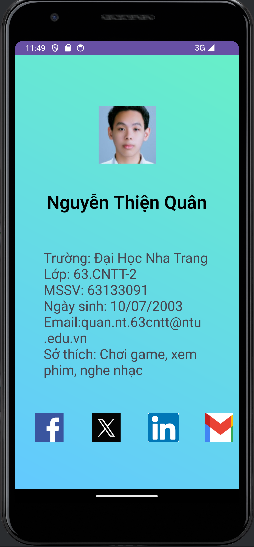 11:49
3G
Nguyễn Thiện Quân
Trường: Đại Học Nha Trang
Lớp: 63.CNTT-2
MSSV: 63133091
Ngày sinh: 10/07/2003
Email:quan.nt.63cntt@ntu
.edu.vn
Sở thích: Chơi game, xem
phim, nghe nhạc
f X in M